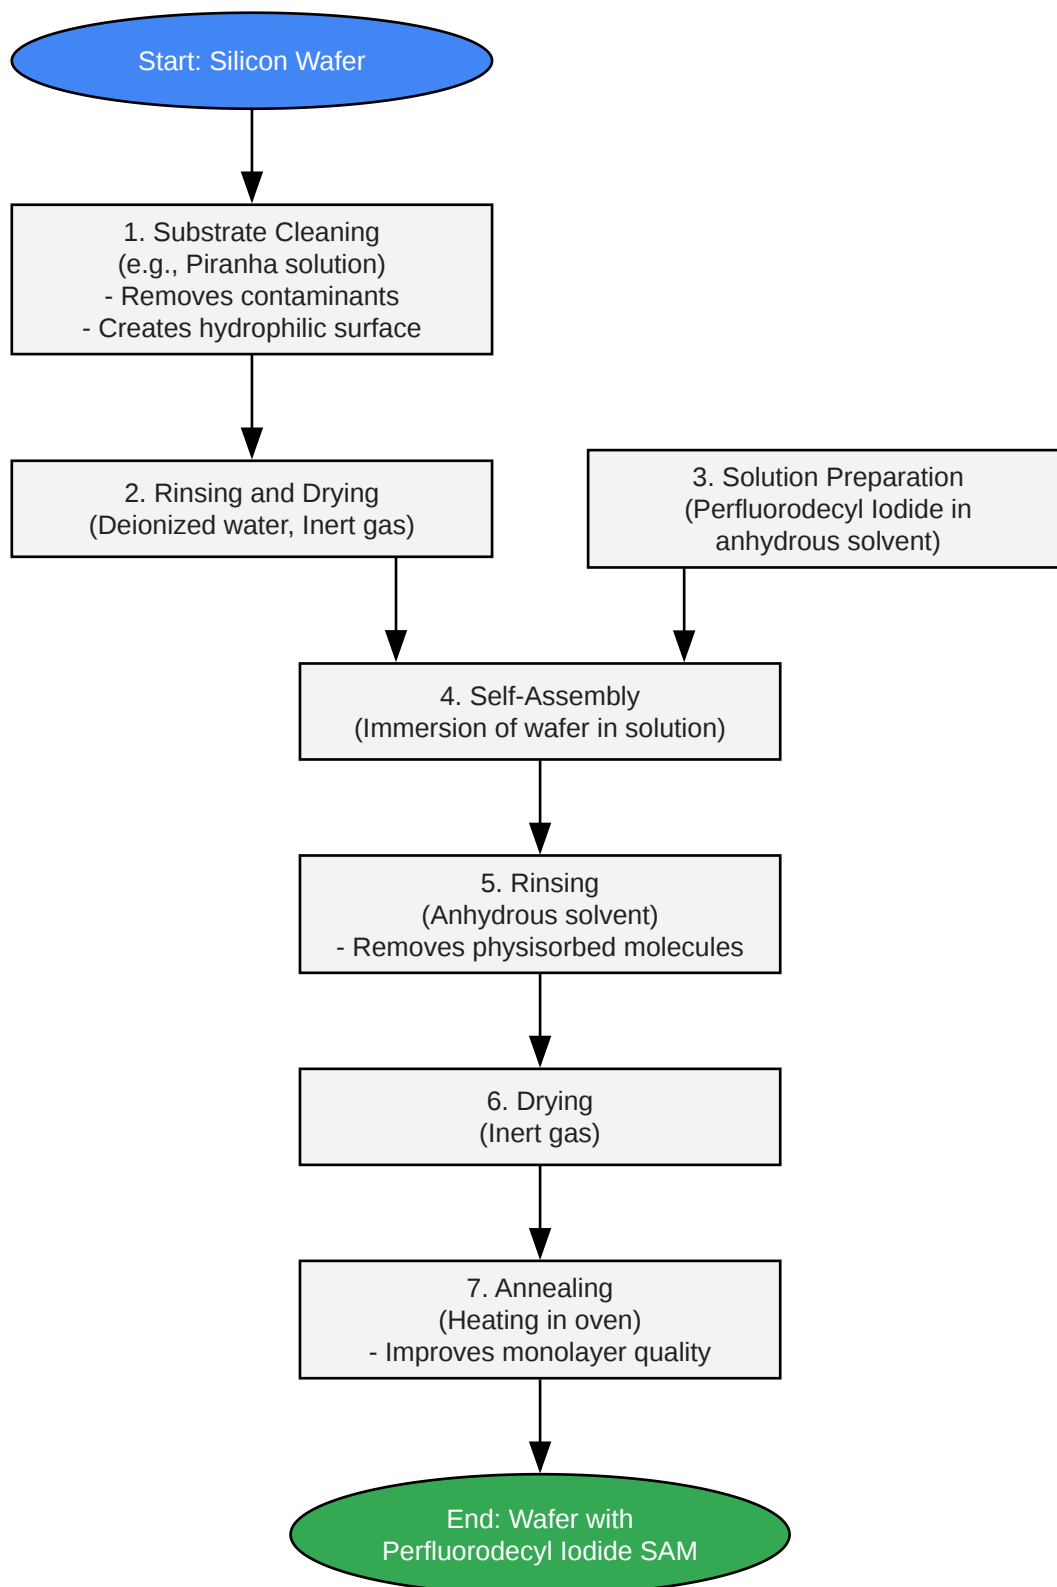 Start: Silicon Wafer
1. Substrate Cleaning
(e.g., Piranha solution)
- Removes contaminants
- Creates hydrophilic surface
2. Rinsing and Drying
(Deionized water, Inert gas)
3. Solution Preparation
(Perfluorodecyl Iodide in
anhydrous solvent)
4. Self-Assembly
(Immersion of wafer in solution)
5. Rinsing
(Anhydrous solvent)
- Removes physisorbed molecules
6. Drying
(Inert gas)
7. Annealing
(Heating in oven)
- Improves monolayer quality
End: Wafer with
Perfluorodecyl Iodide SAM